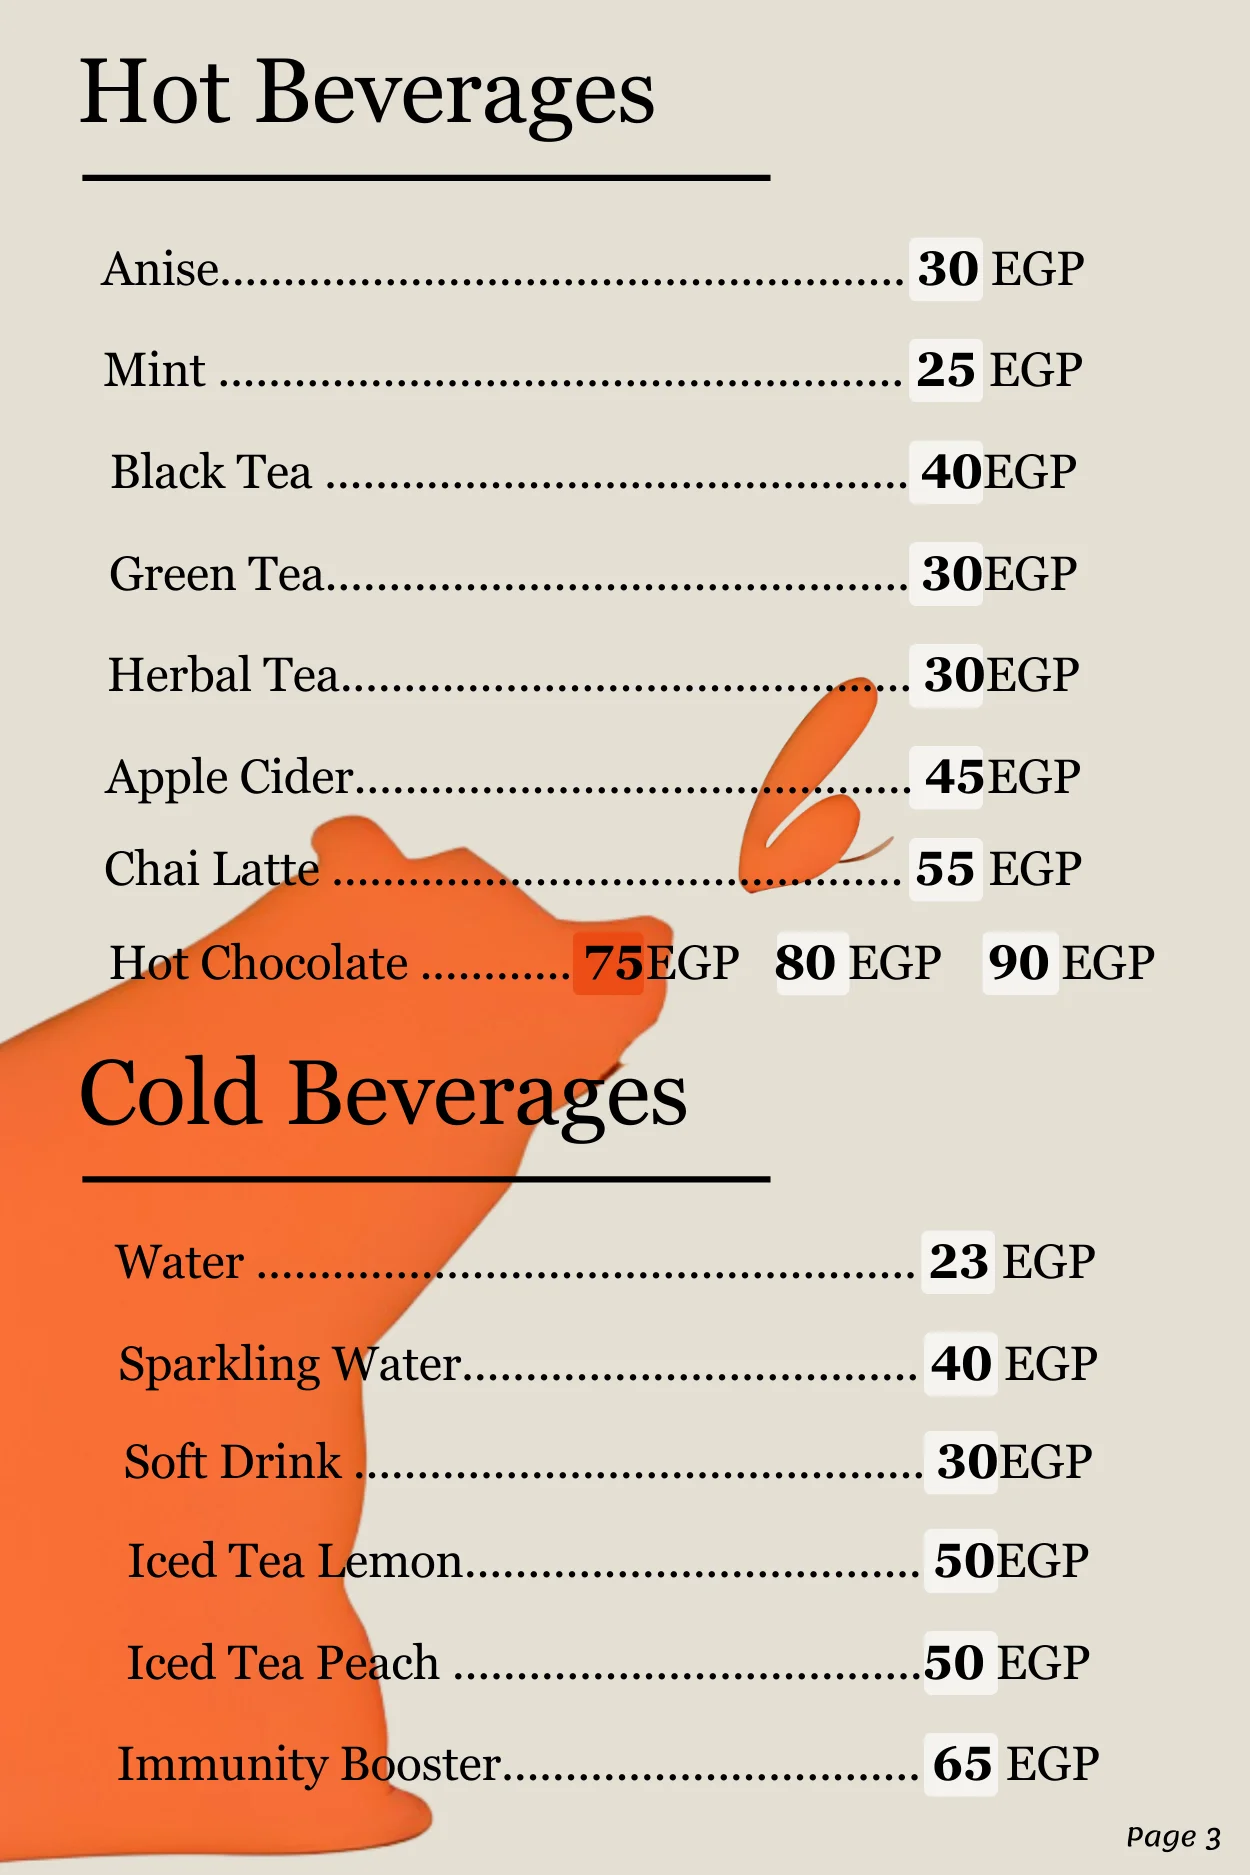 Hot Beverages
Anise...................................................... 30 EGP
Mint ...................................................... 25 EGP
Black Tea .............................................. 40EGP
Green Tea.............................................. 30EGP
Herbal Tea............................................. 30EGP
Apple Cider............................................ 45EGP
Chai Latte ............................................. 55 EGP
Hot Chocolate ............ 75EGP 80 EGP 90 EGP
Cold Beverages
Water .................................................... 23 EGP
Sparkling Water.................................... 40 EGP
Soft Drink ............................................. 30EGP
Iced Tea Lemon.................................... 50EGP
Iced Tea Peach .....................................50 EGP
Immunity Booster................................. 65 EGP
Page 3